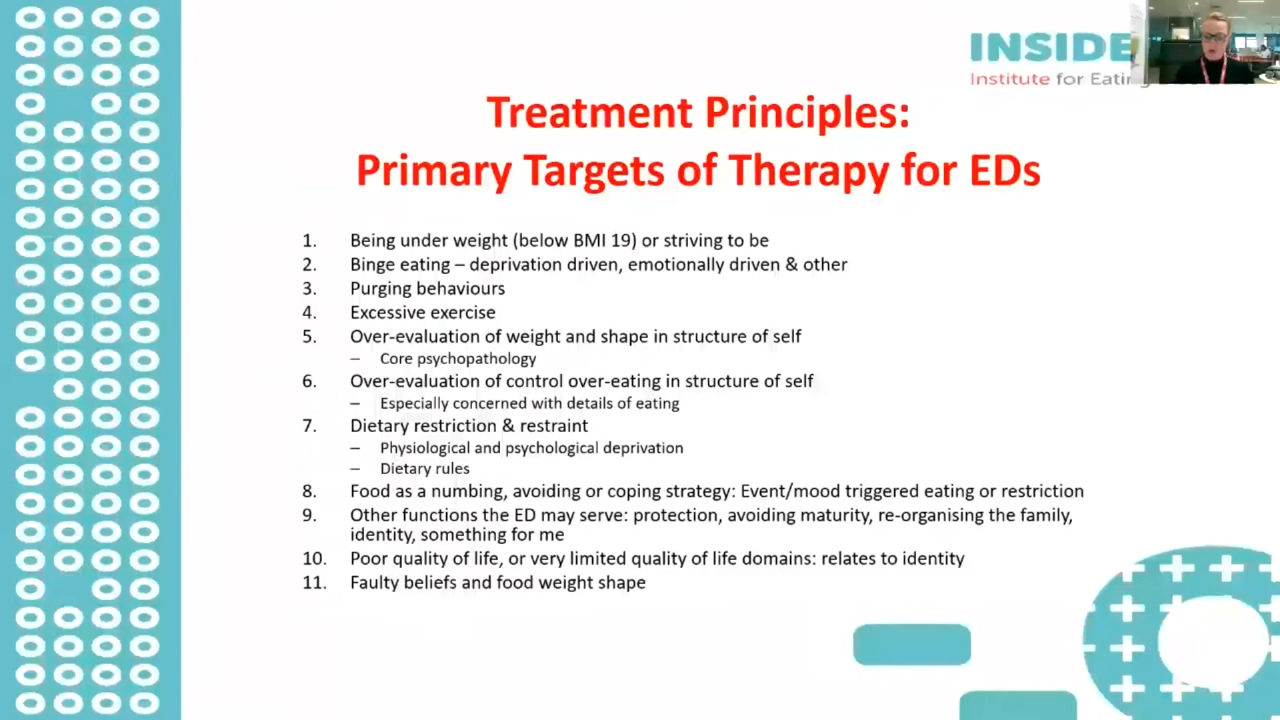 INSIDE
Institute for Eating
Treatment Principles:
Primary Targets of Therapy for EDs
1. Being under weight (below BMI 19) or striving to be
2. Binge eating – deprivation driven, emotionally driven & other
3. Purging behaviours
4. Excessive exercise
5. Over-evaluation of weight and shape in structure of self
– Core psychopathology
6. Over-evaluation of control over-eating in structure of self
– Especially concerned with details of eating
7. Dietary restriction & restraint
– Physiological and psychological deprivation
– Dietary rules
8. Food as a numbing, avoiding or coping strategy: Event/mood triggered eating or restriction
9. Other functions the ED may serve: protection, avoiding maturity, re-organising the family,
identity, something for me
10. Poor quality of life, or very limited quality of life domains: relates to identity
11. Faulty beliefs and food weight shape